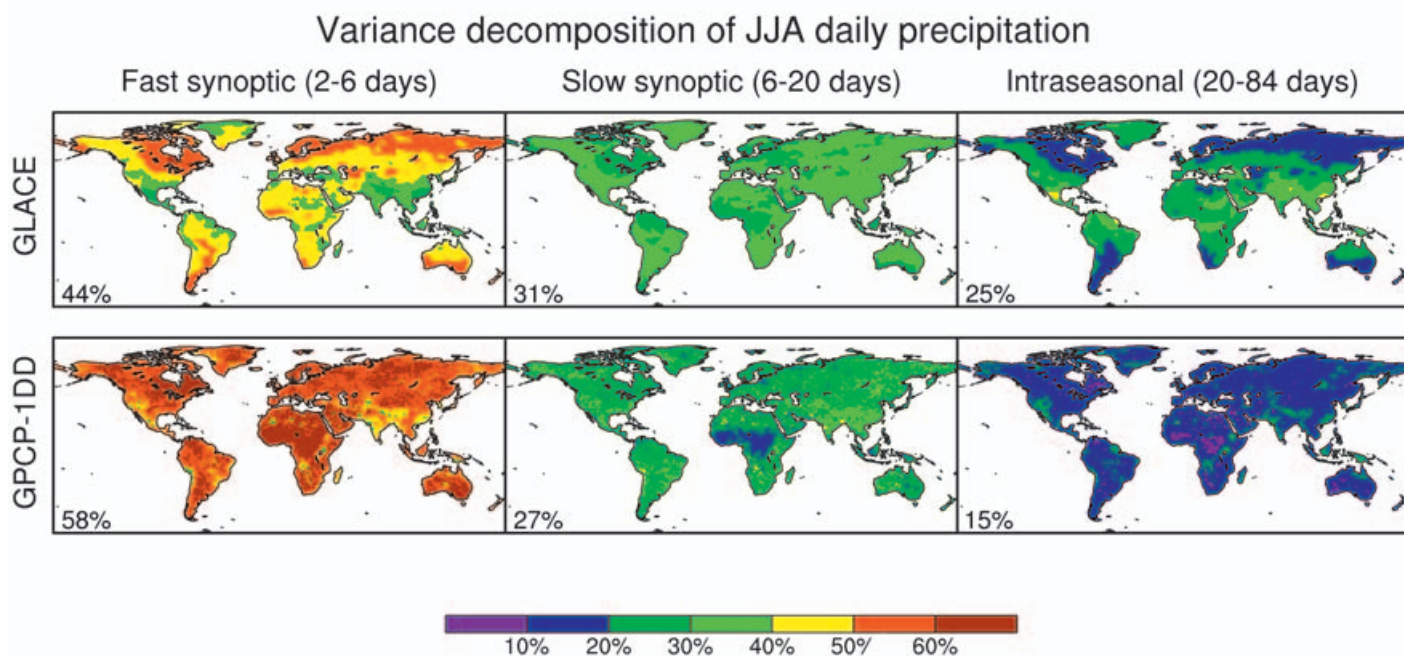 Variance decomposition of JJA daily precipitation
Fast synoptic (2-6 days)
Slow synoptic (6-20 days)
Intraseasonal (20-84 days)
GLACE
44%
31%
25%
GPCP-1DD
58%
27%
15%
10% 20% 30% 40% 50% 60%